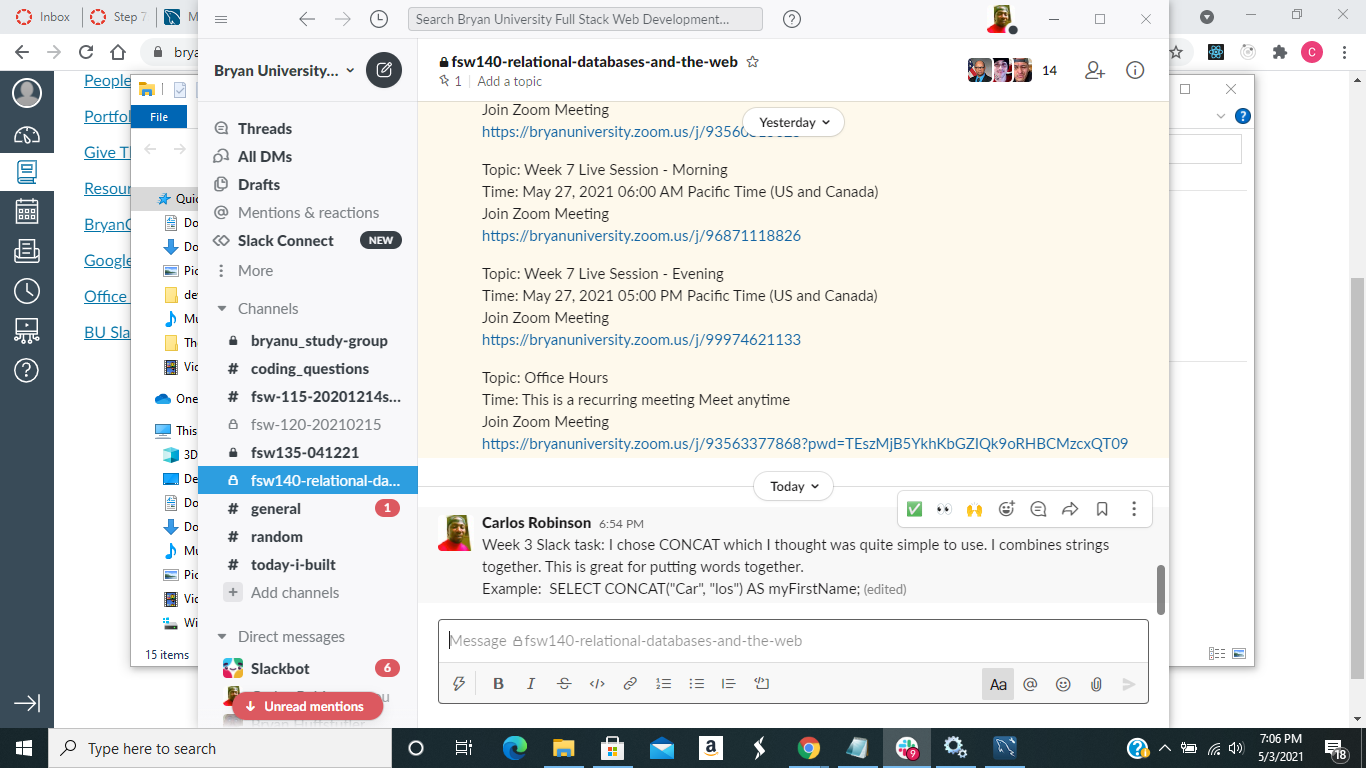 Inbox
Step 7
M
Search Bryan University Full Stack Web Development...
brya
C
People
Portfol
Give Th
Resour
BryanC
Google
Office
BU Sla
File
Quic
Do
Do
Pic
de
Mu
Th
Vic
One
This
3D
De
Do
Do
Mu
Pic
Vic
Wi
15 items
Bryan University...
Threads
All DMs
Drafts
Mentions & reactions
Slack Connect NEW
More
Channels
bryanu_study-group
# coding_questions
# fsw-115-20201214s...
fsw-120-20210215
fsw135-041221
fsw140-relational-da...
# general 1
# random
# today-i-built
+ Add channels
Direct messages
Slackbot 6
Unread mentions
fsw140-relational-databases-and-the-web
1 Add a topic
14
Join Zoom Meeting
Yesterday
Topic: Week 7 Live Session - Morning
Time: May 27, 2021 06:00 AM Pacific Time (US and Canada)
Join Zoom Meeting
https://bryanuniversity.zoom.us/j/96871118826
Topic: Week 7 Live Session - Evening
Time: May 27, 2021 05:00 PM Pacific Time (US and Canada)
Join Zoom Meeting
https://bryanuniversity.zoom.us/j/99974621133
Topic: Office Hours
Time: This is a recurring meeting Meet anytime
Join Zoom Meeting
https://bryanuniversity.zoom.us/j/93563377868?pwd=TEszMjB5YkhKbGZIQk9oRHBCMzcxQT09
Today
Carlos Robinson 6:54 PM
Week 3 Slack task: I chose CONCAT which I thought was quite simple to use. I combines strings
together. This is great for putting words together.
Example: SELECT CONCAT("Car", "los") AS myFirstName; (edited)
Message fsw140-relational-databases-and-the-web
B I S Aa @
Type here to search
a
9
7:06 PM
5/3/2021
18